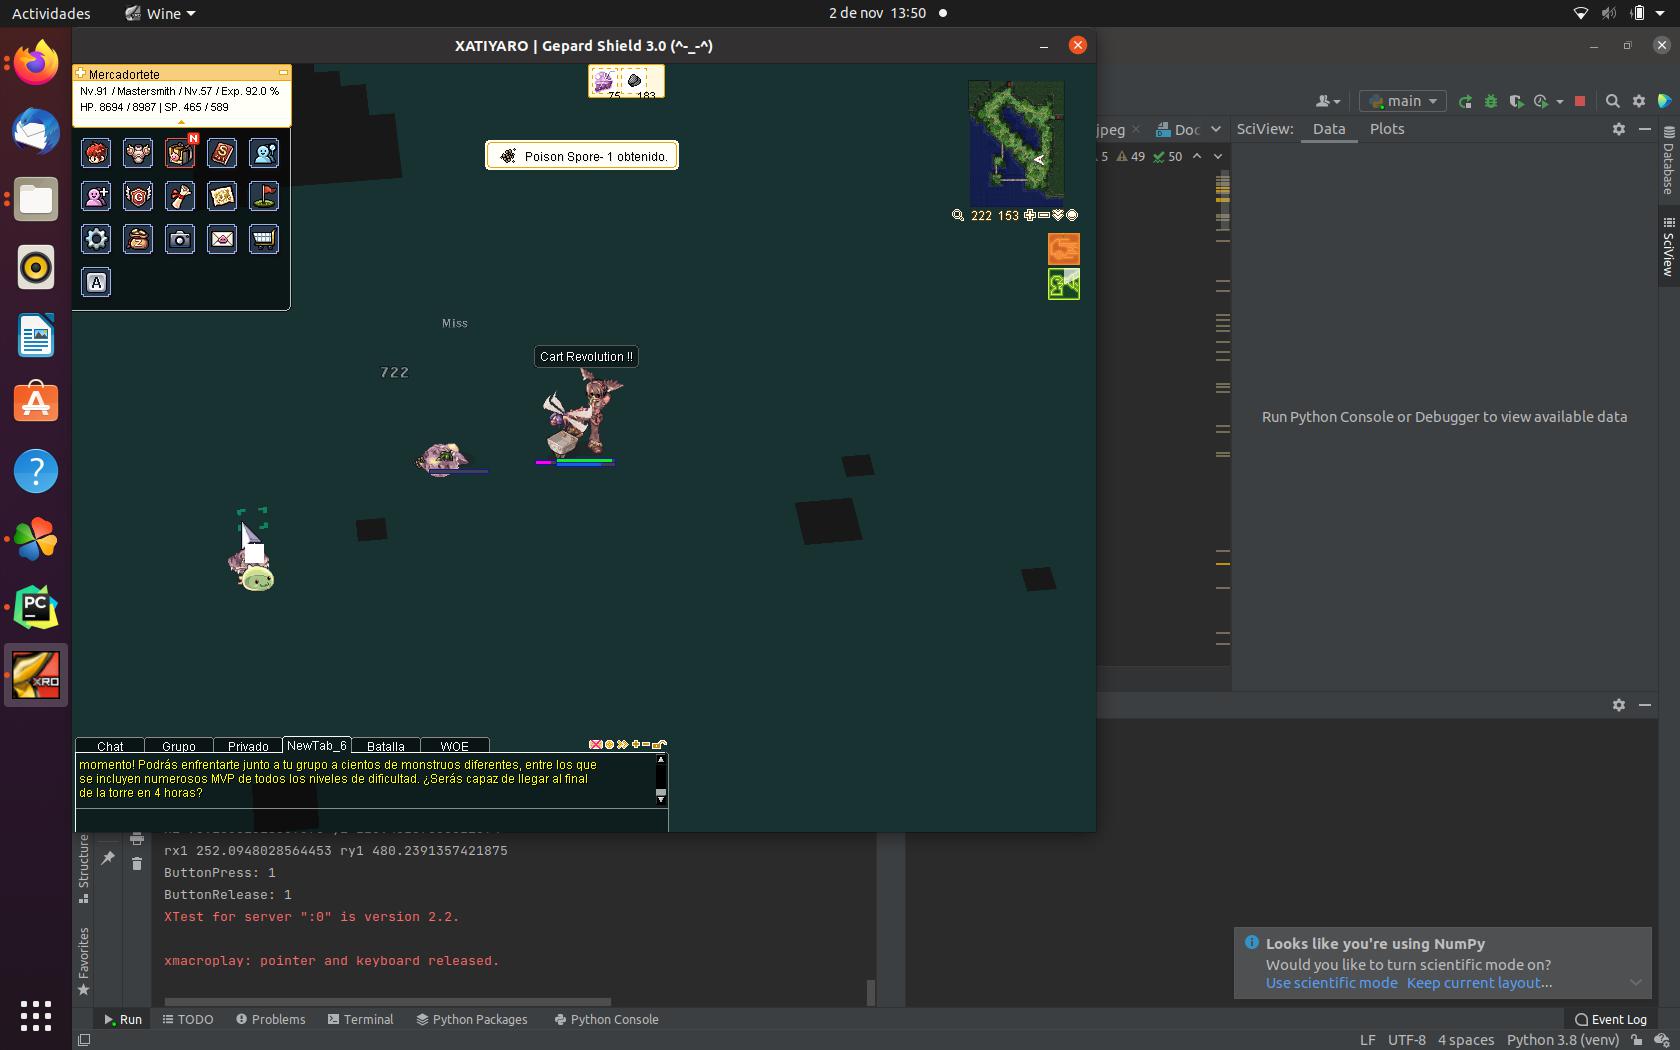 Actividades
Wine
2 de nov 13:50
XATIYARO | Gepard Shield 3.0 (^-_-^)
Mercadortete
Nv.91 / Mastersmith / Nv.57 / Exp. 92.0 %
HP. 8694 / 8987 | SP. 465 / 589
N
A
75
183
Poison Spore- 1 obtenido.
222 153
Miss
722
Cart Revolution !!
Chat
Grupo
Privado
NewTab_6
Batalla
WOE
momento! Podrás enfrentarte junto a tu grupo a cientos de monstruos diferentes, entre los que
se incluyen numerosos MVP de todos los niveles de dificultad. ¿Serás capaz de llegar al final
de la torre en 4 horas?
main
jpeg
Doc
SciView:
Data
Plots
5
49
50
Database
SciView
Run Python Console or Debugger to view available data
PC
XRO
Structure
Favorites
rx1 252.0948028564453 ry1 480.2391357421875
ButtonPress: 1
ButtonRelease: 1
XTest for server ":0" is version 2.2.
xmacroplay: pointer and keyboard released.
Looks like you're using NumPy
Would you like to turn scientific mode on?
Use scientific mode Keep current layout...
Run
TODO
Problems
Terminal
Python Packages
Python Console
Event Log
LF UTF-8 4 spaces Python 3.8 (venv)